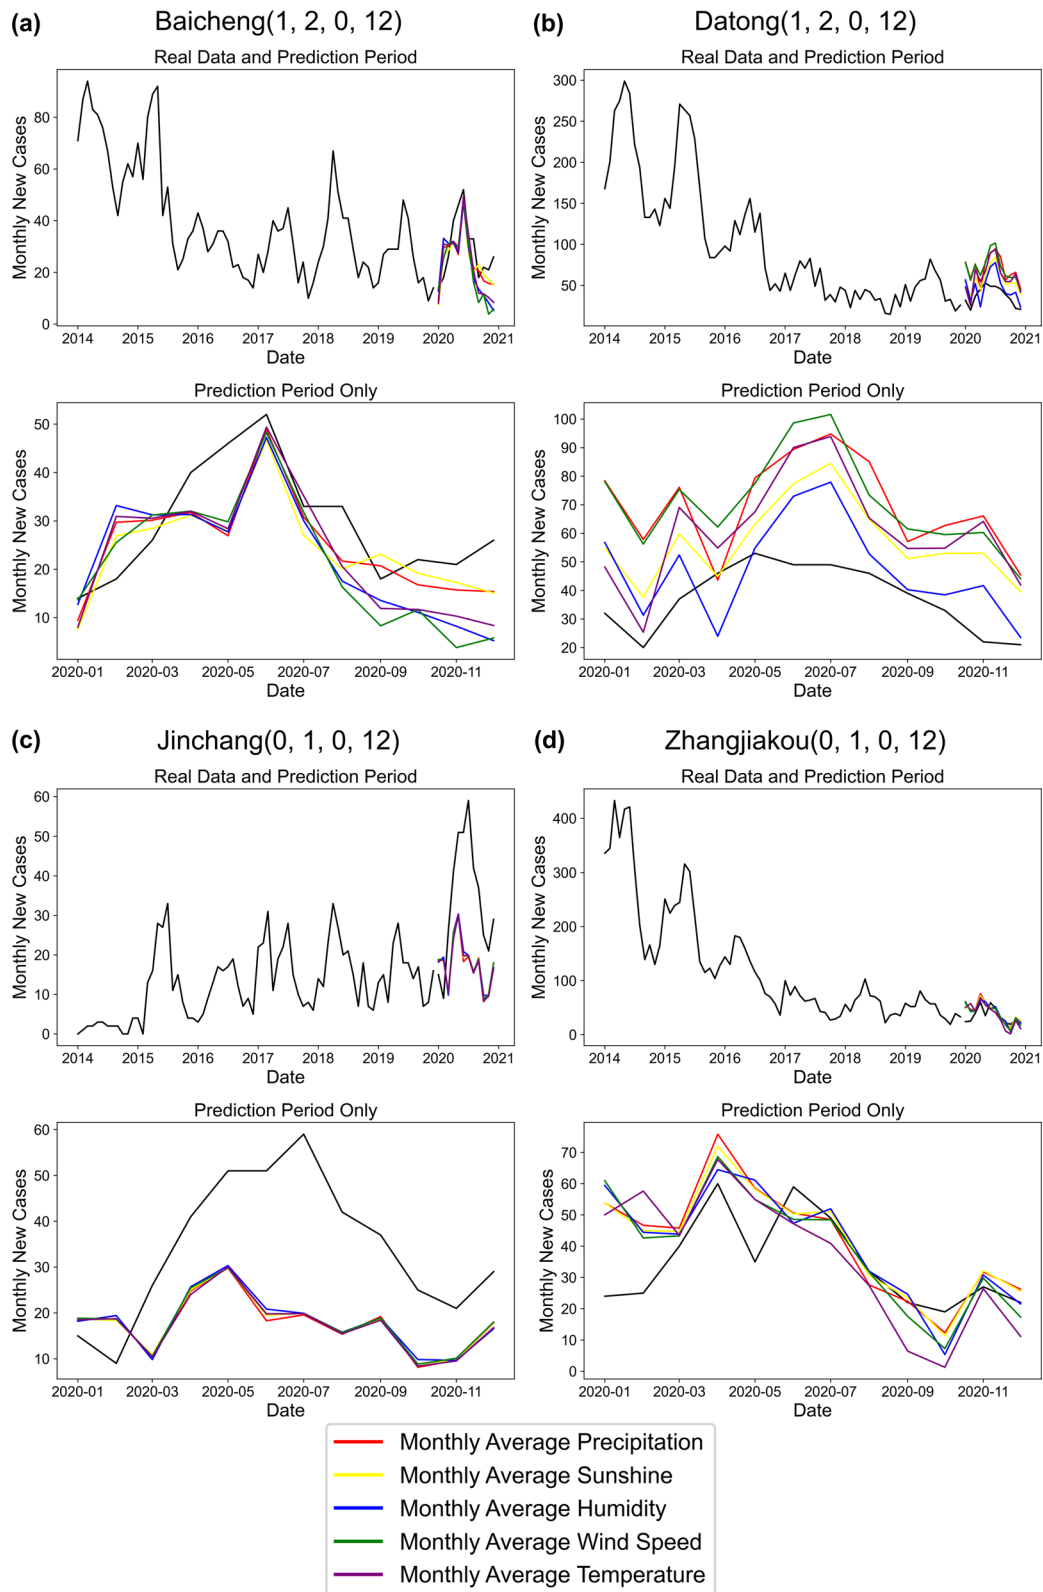 (a) Baicheng(1, 2, 0, 12)
Real Data and Prediction Period
Monthly New Cases
80
60
40
20
0
2014 2015 2016 2017 2018 2019 2020 2021
Date
Prediction Period Only
Monthly New Cases
50
40
30
20
10
2020-01 2020-03 2020-05 2020-07 2020-09 2020-11
Date
(b) Datong(1, 2, 0, 12)
Real Data and Prediction Period
Monthly New Cases
300
250
200
150
100
50
2014 2015 2016 2017 2018 2019 2020 2021
Date
Prediction Period Only
Monthly New Cases
100
90
80
70
60
50
40
30
20
2020-01 2020-03 2020-05 2020-07 2020-09 2020-11
Date
(c) Jinchang(0, 1, 0, 12)
Real Data and Prediction Period
Monthly New Cases
60
50
40
30
20
10
0
2014 2015 2016 2017 2018 2019 2020 2021
Date
Prediction Period Only
Monthly New Cases
60
50
40
30
20
10
2020-01 2020-03 2020-05 2020-07 2020-09 2020-11
Date
(d) Zhangjiakou(0, 1, 0, 12)
Real Data and Prediction Period
Monthly New Cases
400
300
200
100
0
2014 2015 2016 2017 2018 2019 2020 2021
Date
Prediction Period Only
Monthly New Cases
70
60
50
40
30
20
10
0
2020-01 2020-03 2020-05 2020-07 2020-09 2020-11
Date
Monthly Average Precipitation
Monthly Average Sunshine
Monthly Average Humidity
Monthly Average Wind Speed
Monthly Average Temperature